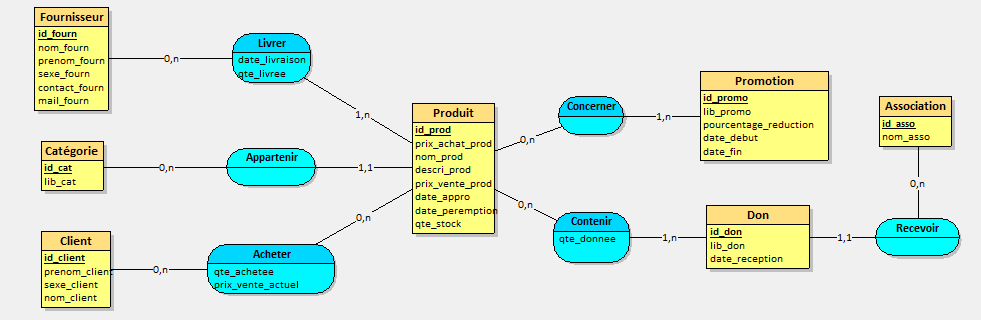 Fournisseur
id_fourn
nom_fourn
prenom_fourn
sexe_fourn
contact_fourn
mail_fourn
0,n
Livrer
date_livraison
qte_livree
1,n
Catégorie
id_cat
lib_cat
0,n
Appartenir
1,1
Client
id_client
prenom_client
sexe_client
nom_client
0,n
Acheter
qte_achetee
prix_vente_actuel
0,n
Produit
id_prod
prix_achat_prod
nom_prod
descri_prod
prix_vente_prod
date_appro
date_peremption
qte_stock
0,n
Concerner
1,n
Promotion
id_promo
lib_promo
pourcentage_reduction
date_debut
date_fin
0,n
Contenir
qte_donnee
1,n
Don
id_don
lib_don
date_reception
1,1
Recevoir
0,n
Association
id_asso
nom_asso